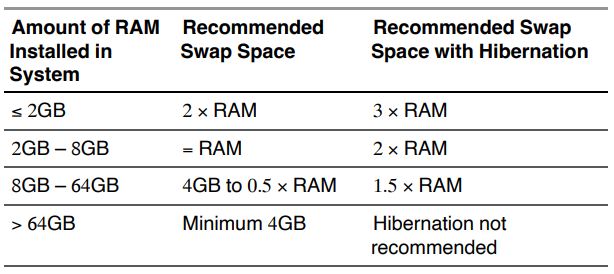 Amount of RAM Installed in System Recommended Swap Space Recommended Swap Space with Hibernation
≤ 2GB 2 × RAM 3 × RAM
2GB – 8GB = RAM 2 × RAM
8GB – 64GB 4GB to 0.5 × RAM 1.5 × RAM
> 64GB Minimum 4GB Hibernation not recommended